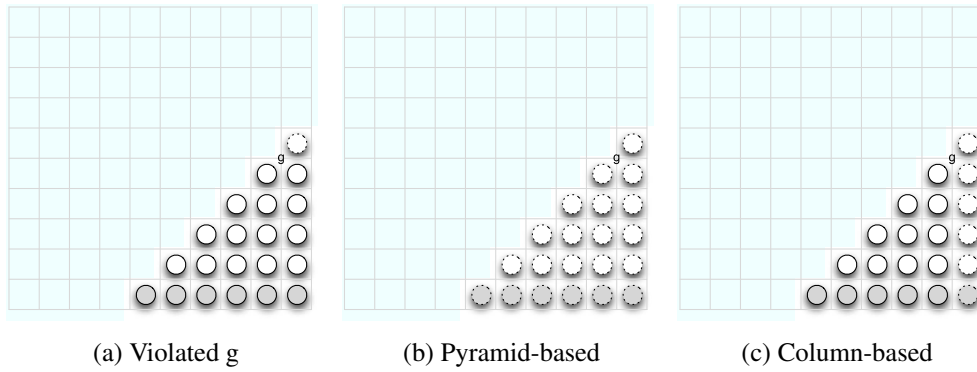 g
g
g
(a) Violated g
(b) Pyramid-based
(c) Column-based